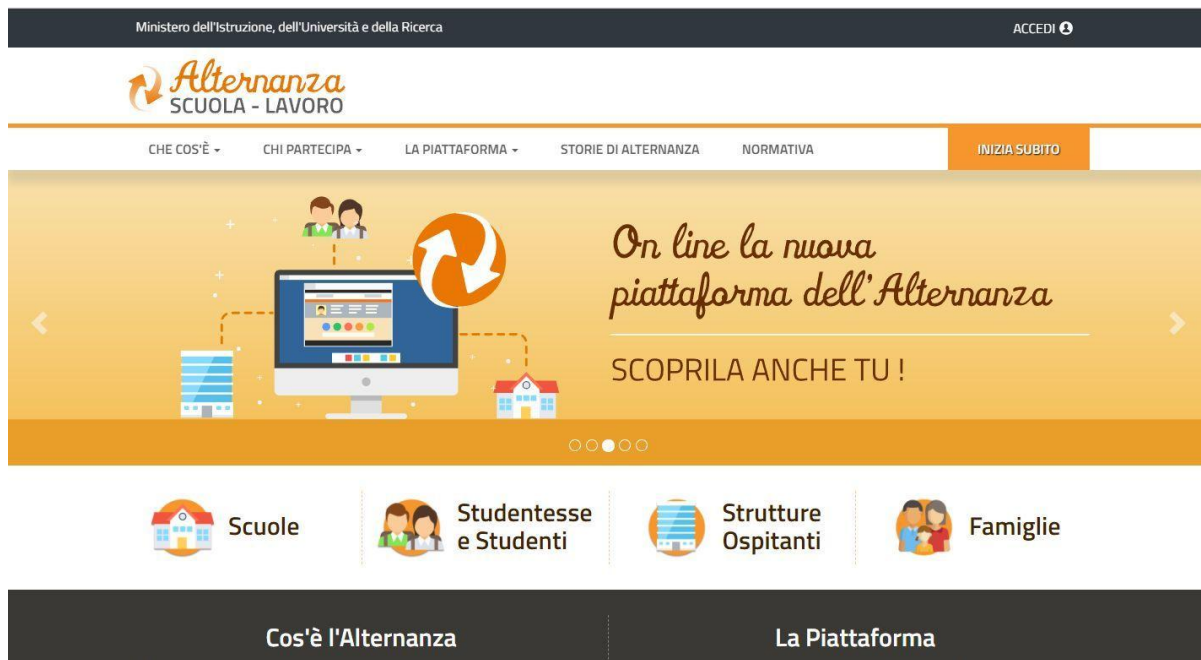 Ministero dell'Istruzione, dell'Università e della Ricerca
ACCEDI
Alternanza
SCUOLA - LAVORO
CHE COS'È
CHI PARTECIPA
LA PIATTAFORMA
STORIE DI ALTERNANZA
NORMATIVA
INIZIA SUBITO
On line la nuova
piattaforma dell'Alternanza
SCOPRILA ANCHE TU !
Scuole
Studentesse
e Studenti
Strutture
Ospitanti
Famiglie
Cos'è l'Alternanza
La Piattaforma